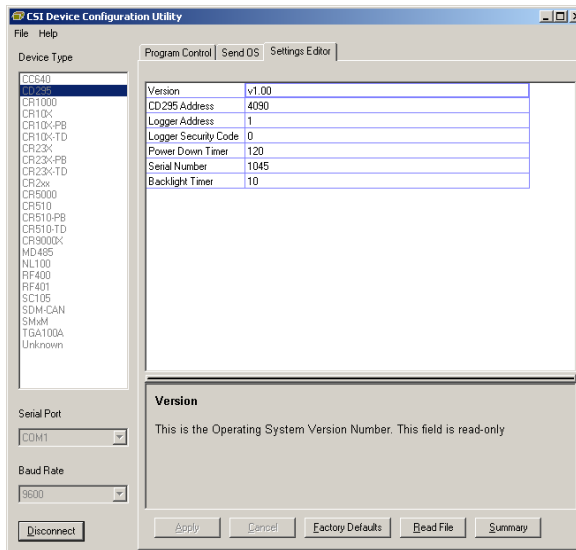 CSI Device Configuration Utility
File Help
Device Type
CC640
CD295
CR1000
CR10X
CR10X-PB
CR10X-TD
CR23X
CR23X-PB
CR23X-TD
CR2xx
CR5000
CR510
CR510-PB
CR510-TD
CR9000X
MD485
NL100
RF400
RF401
SC105
SDM-CAN
SMxM
TGA100A
Unknown
Serial Port
COM1
Baud Rate
9600
Disconnect
Program Control Send OS Settings Editor
Version v1.00
CD295 Address 4090
Logger Address 1
Logger Security Code 0
Power Down Timer 120
Serial Number 1045
Backlight Timer 10
Version
This is the Operating System Version Number. This field is read-only
Apply Cancel Factory Defaults Read File Summary